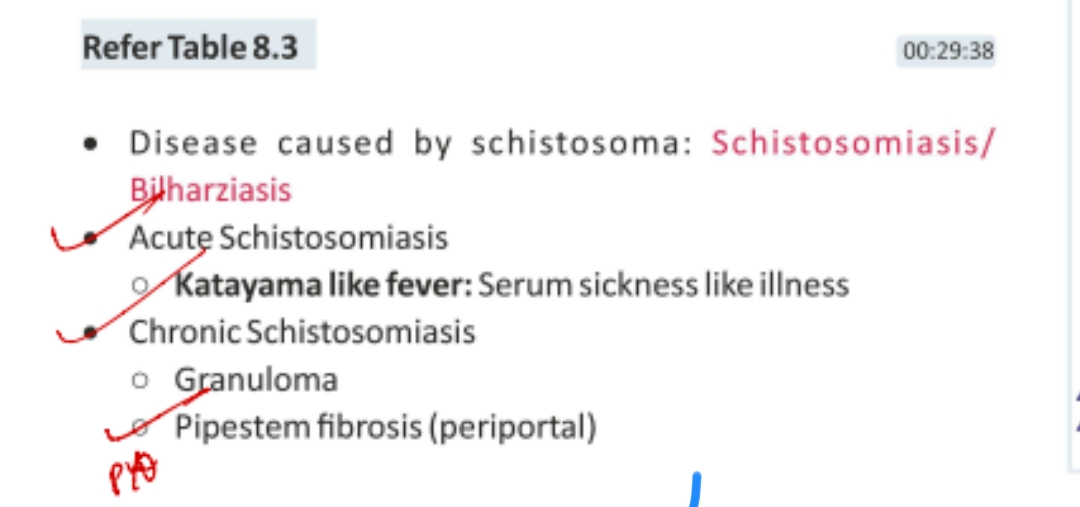 Refer Table 8.3
00:29:38
• Disease caused by schistosoma: Schistosomiasis/
Bilharziasis
• Acute Schistosomiasis
○ Katayama like fever: Serum sickness like illness
• Chronic Schistosomiasis
○ Granuloma
○ Pipestem fibrosis (periportal)
PYQ